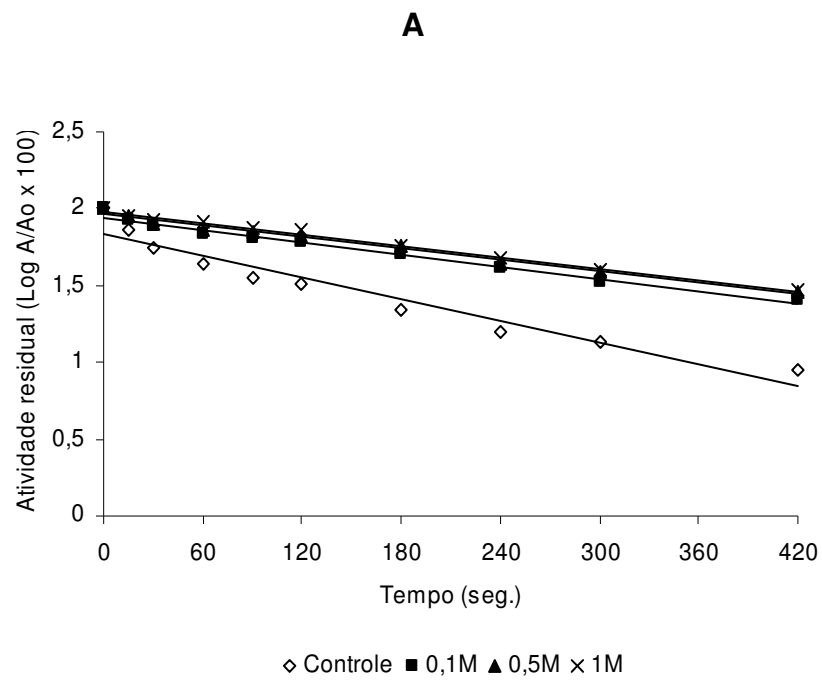 A
Atividade residual (Log A/Ao x 100)
2,5
2
1,5
1
0,5
0
0 60 120 180 240 300 360 420
Tempo (seg.)
Controle 0,1M 0,5M 1M